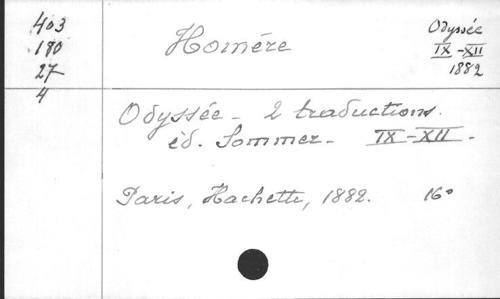 403
180
27
4
Homére
Odyssée
IX-XII
1882
Odyssée - 2 traductions.
éd. Sommer - IX-XII -
Paris, Hachette, 1882. 16°